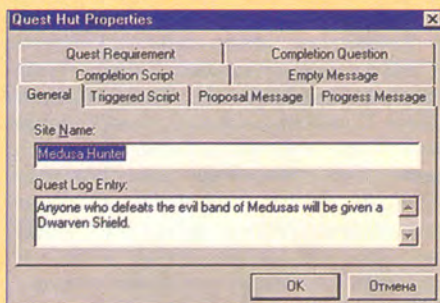 Quest Hut Properties
Quest Requirement
Completion Question
Completion Script
Empty Message
General
Triggered Script
Proposal Message
Progress Message
Site Name:
Medusa Hunter
Quest Log Entry:
Anyone who defeats the evil band of Medusas will be given a
Dwarven Shield.
OK
Отмена